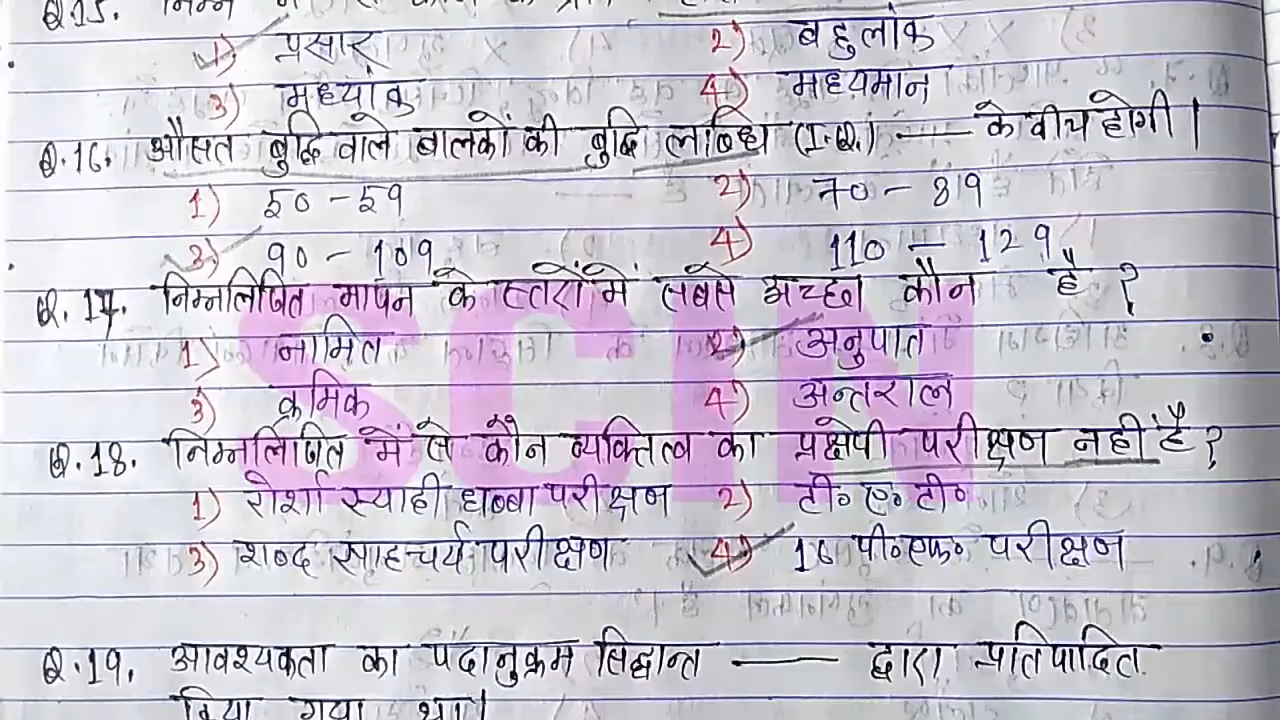 Q.15. निम्न
1) प्रसार 2) बहुलांक
3) मध्यांक 4) मध्यमान
Q.16. औसत बुद्धि वाले बालकों की बुद्धि लब्धि (I.Q.) —— के बीच होगी।
1) 50 - 59 2) 70 - 89
3) 90 - 109 4) 110 - 129
Q.17. निम्नलिखित मापन के स्तरों में सबसे अच्छा कौन है ?
1) नामित 2) अनुपात
3) क्रमिक 4) अन्तराल
Q.18. निम्नलिखित में से कौन व्यक्तित्व का प्रक्षेपी परीक्षण नहीं है ?
1) रोर्शा स्याही धब्बा परीक्षण 2) टी॰ ए॰ टी॰
3) शब्द साहचर्य परीक्षण 4) 16 पी॰ एफ॰ परीक्षण
Q.19. आवश्यकता का पदानुक्रम सिद्धान्त —— द्वारा प्रतिपादित
किया गया था।
SCIN